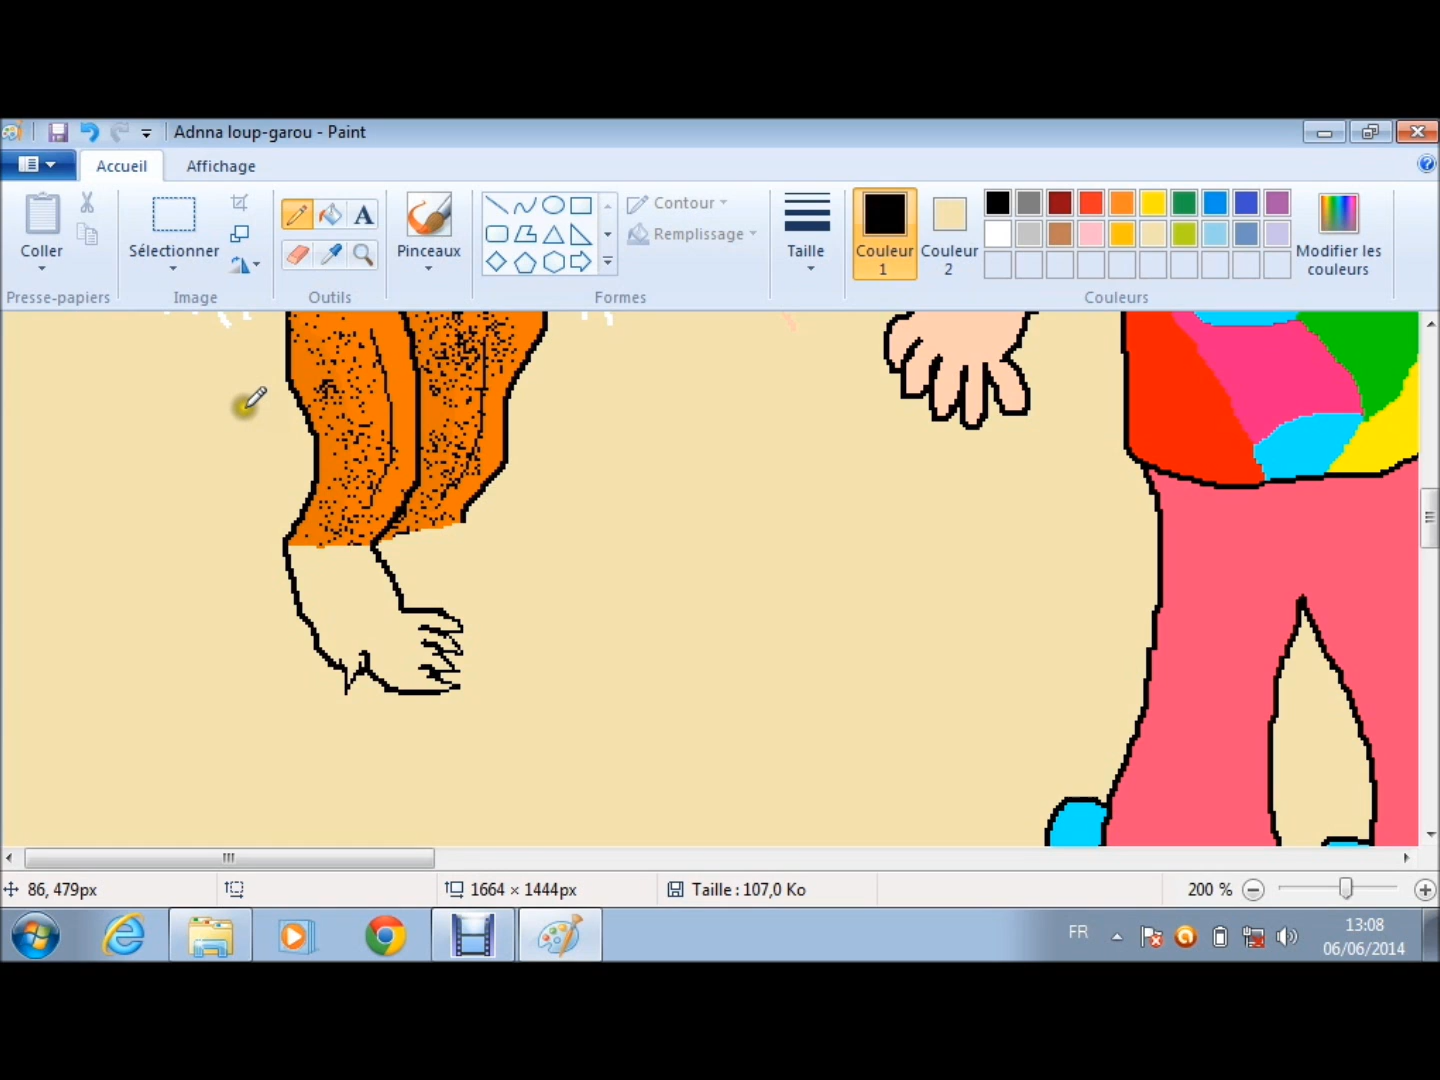 Adnna loup-garou - Paint
Accueil Affichage
Coller Sélectionner A Pinceaux Contour Remplissage Taille Couleur 1 Couleur 2 Modifier les couleurs
Presse-papiers Image Outils Formes Couleurs
86, 479px 1664 × 1444px Taille : 107,0 Ko 200 %
FR 13:08
06/06/2014